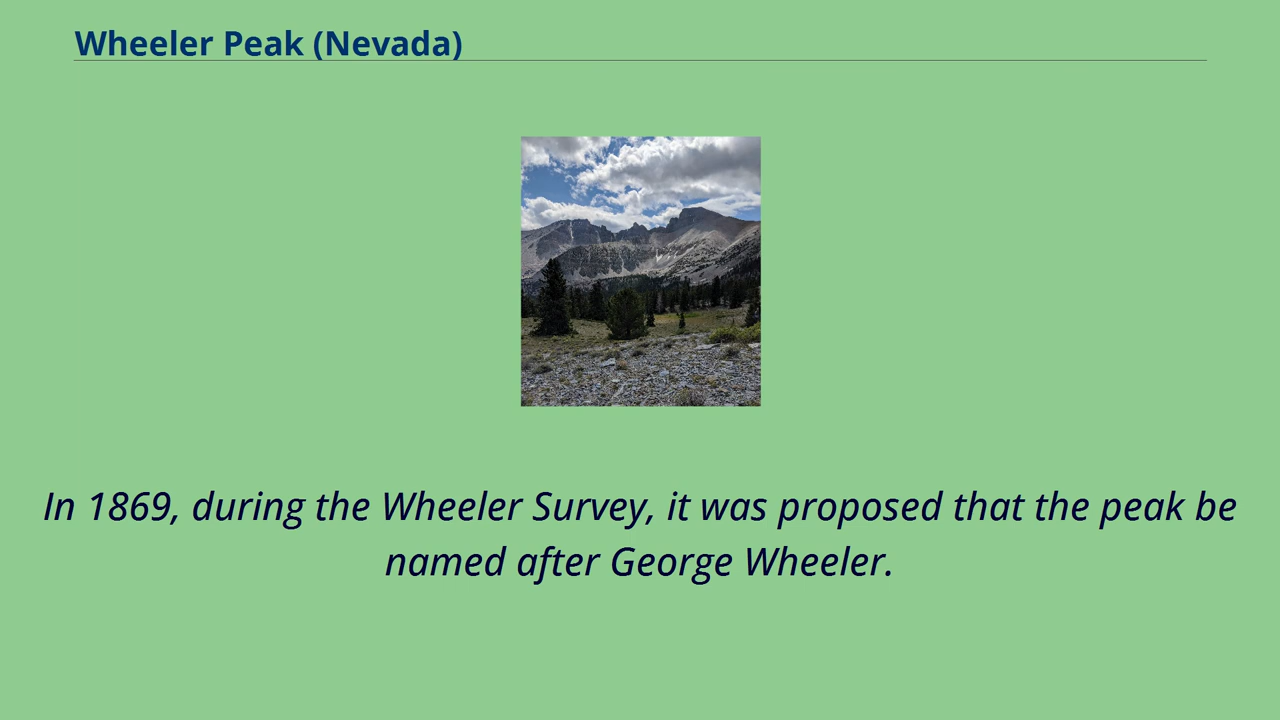 Wheeler Peak (Nevada)
In 1869, during the Wheeler Survey, it was proposed that the peak be
named after George Wheeler.